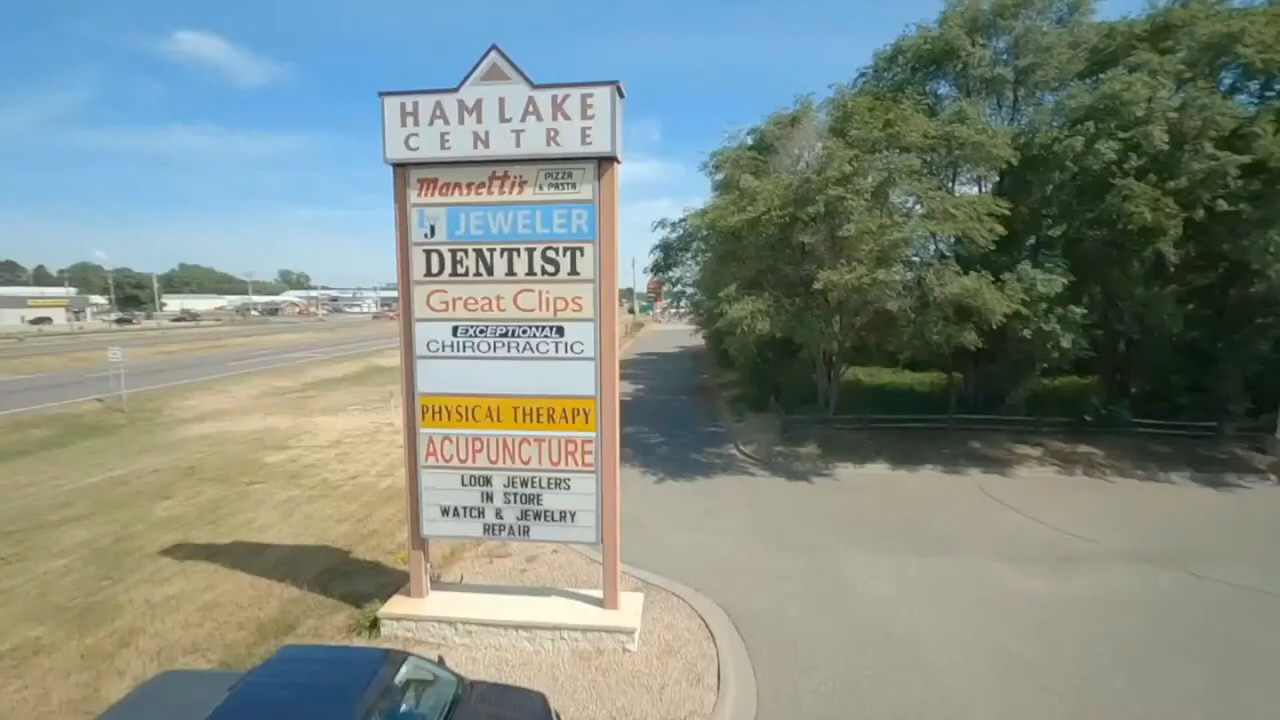 HAM LAKE
CENTRE
Mansetti's PIZZA
& PASTA
LJ JEWELER
DENTIST
Great Clips
EXCEPTIONAL
CHIROPRACTIC
PHYSICAL THERAPY
ACUPUNCTURE
LOOK JEWELERS
IN STORE
WATCH & JEWELRY
REPAIR